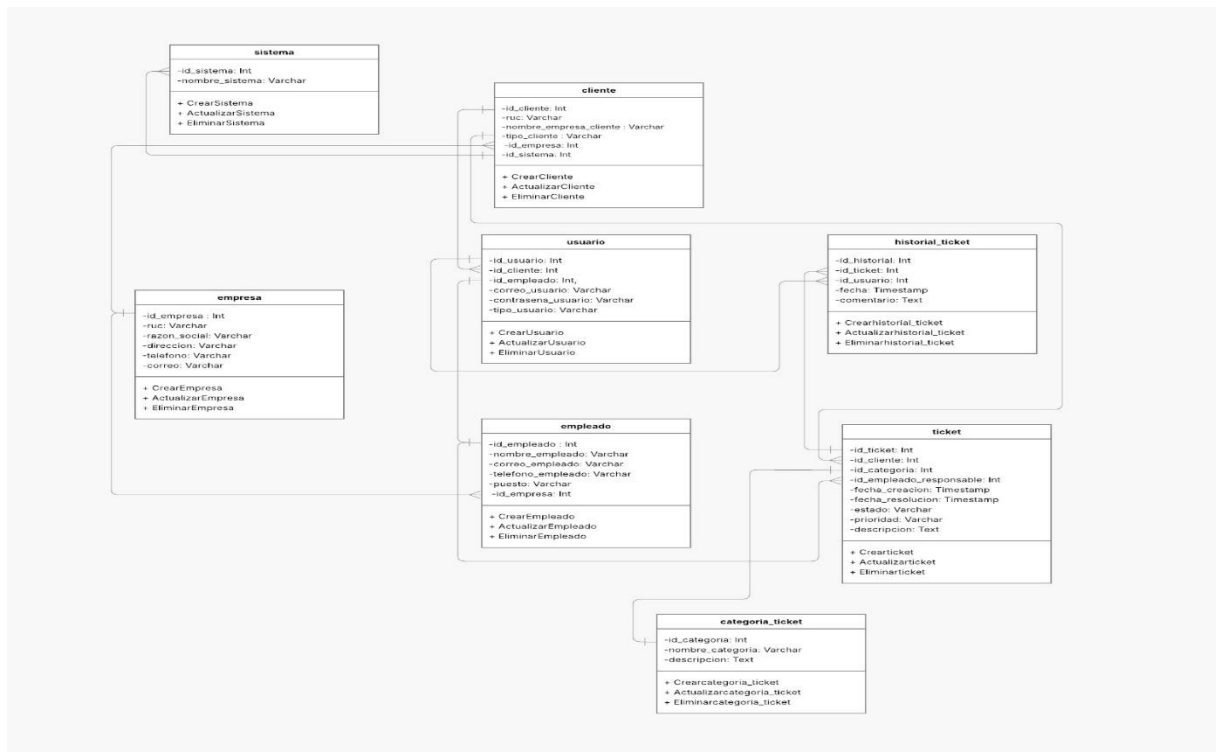 sistema
-id_sistema: Int
-nombre_sistema: Varchar
+ CrearSistema
+ ActualizarSistema
+ EliminarSistema
cliente
-id_cliente: Int
-ruc: Varchar
-nombre_empresa_cliente : Varchar
-tipo_cliente : Varchar
-id_empresa: Int
-id_sistema: Int
+ CrearCliente
+ ActualizarCliente
+ EliminarCliente
usuario
-id_usuario: Int
-id_cliente: Int
-id_empleado: Int,
-correo_usuario: Varchar
-contrasena_usuario: Varchar
-tipo_usuario: Varchar
+ CrearUsuario
+ ActualizarUsuario
+ EliminarUsuario
historial_ticket
-id_historial: Int
-id_ticket: Int
-id_usuario: Int
-fecha: Timestamp
-comentario: Text
+ Crearhistorial_ticket
+ Actualizarhistorial_ticket
+ Eliminarhistorial_ticket
empresa
-id_empresa : Int
-ruc: Varchar
-razon_social: Varchar
-direccion: Varchar
-telefono: Varchar
-correo: Varchar
+ CrearEmpresa
+ ActualizarEmpresa
+ EliminarEmpresa
empleado
-id_empleado : Int
-nombre_empleado: Varchar
-correo_empleado: Varchar
-telefono_empleado: Varchar
-puesto: Varchar
-id_empresa: Int
+ CrearEmpleado
+ ActualizarEmpleado
+ EliminarEmpleado
ticket
-id_ticket: Int
-id_cliente: Int
-id_categoria: Int
-id_empleado_responsable: Int
-fecha_creacion: Timestamp
-fecha_resolucion: Timestamp
-estado: Varchar
-prioridad: Varchar
-descripcion: Text
+ Crearticket
+ Actualizarticket
+ Eliminarticket
categoria_ticket
-id_categoria: Int
-nombre_categoria: Varchar
-descripcion: Text
+ Crearcategoria_ticket
+ Actualizarcategoria_ticket
+ Eliminarcategoria_ticket